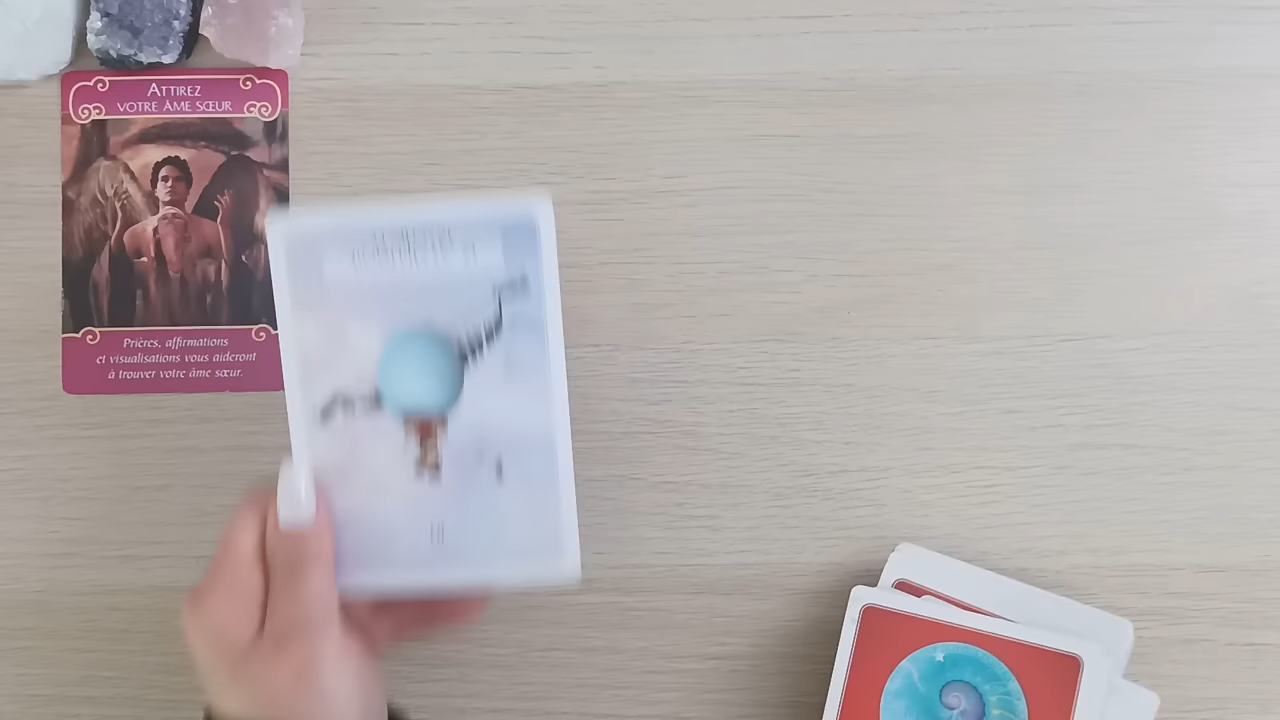 ATTIREZ
VOTRE ÂME SŒUR
Prières, affirmations
et visualisations vous aideront
à trouver votre âme sœur.